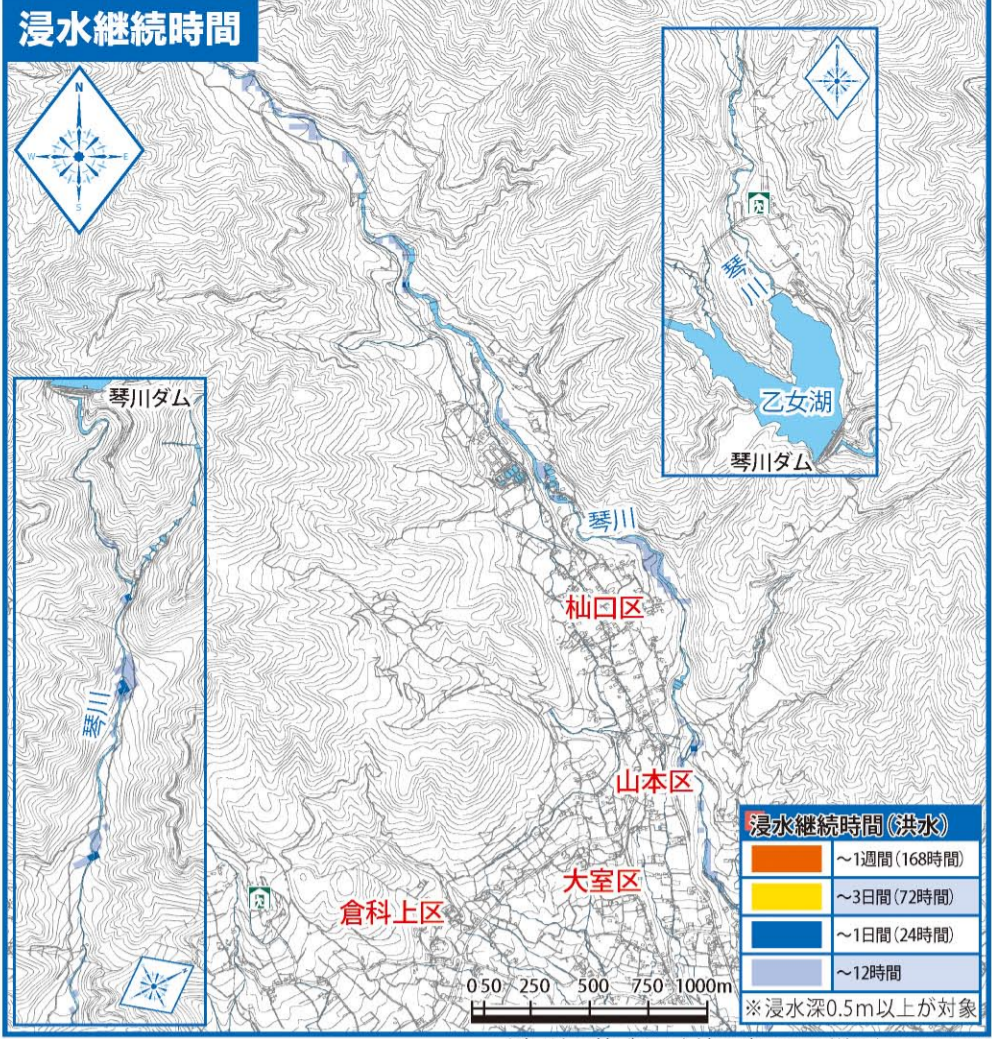 浸水継続時間
N
W
E
S
琴川
乙女湖
琴川ダム
琴川ダム
琴川
琴川
杣口区
山本区
大室区
倉科上区
浸水継続時間(洪水)
～1週間(168時間)
～3日間(72時間)
～1日間(24時間)
～12時間
※浸水深0.5m以上が対象
0 50 250 500 750 1000m